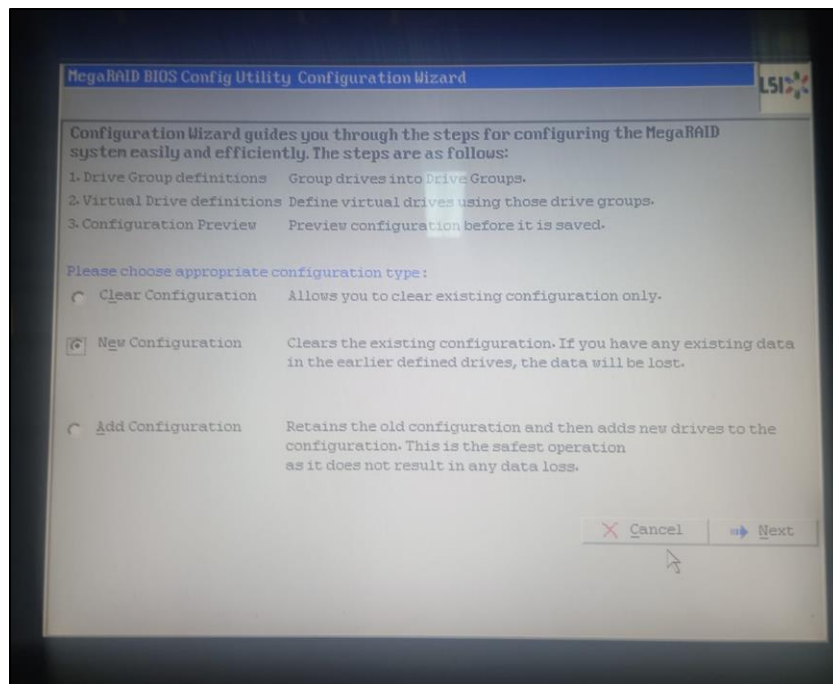 MegaRAID BIOS Config Utility Configuration Wizard
LSI
Configuration Wizard guides you through the steps for configuring the MegaRAID
system easily and efficiently. The steps are as follows:
1. Drive Group definitions Group drives into Drive Groups.
2. Virtual Drive definitions Define virtual drives using those drive groups.
3. Configuration Preview Preview configuration before it is saved.
Please choose appropriate configuration type:
Clear Configuration Allows you to clear existing configuration only.
New Configuration Clears the existing configuration. If you have any existing data
in the earlier defined drives, the data will be lost.
Add Configuration Retains the old configuration and then adds new drives to the
configuration. This is the safest operation
as it does not result in any data loss.
Cancel Next